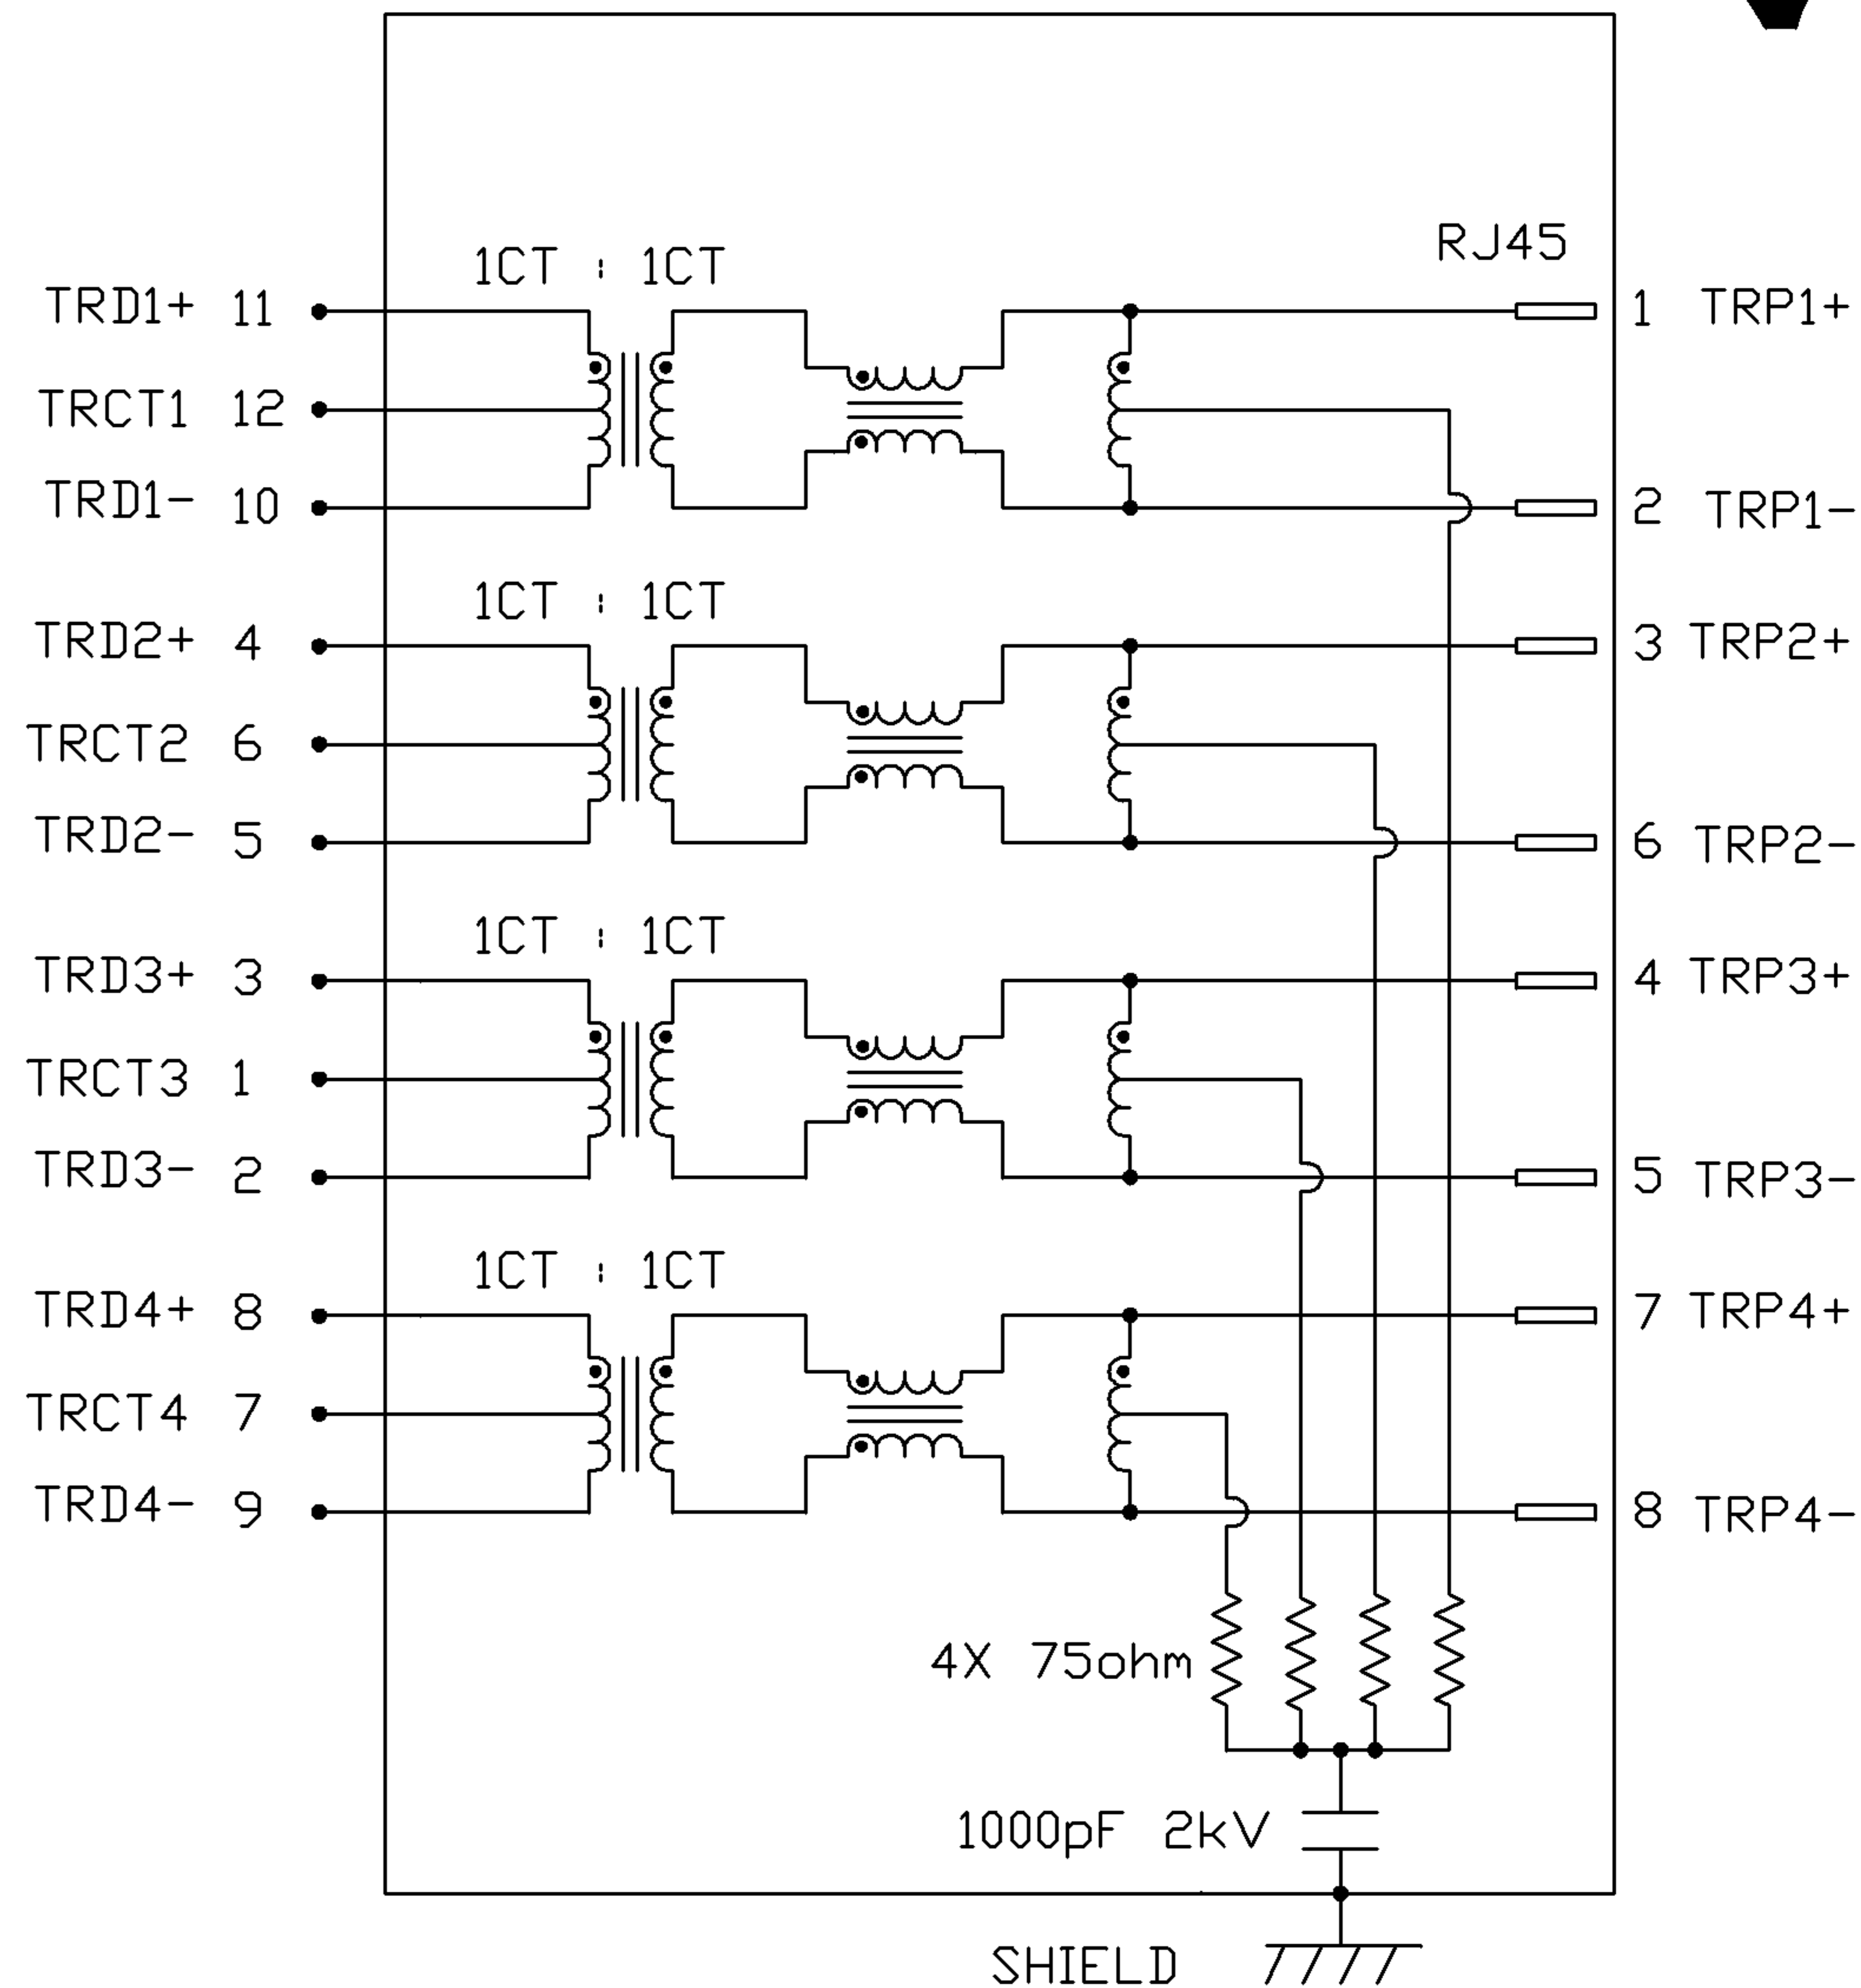 RJ45
1CT : 1CT
TRD1+ 11
1 TRP1+
TRCT1 12
TRD1- 10
2 TRP1-
1CT : 1CT
TRD2+ 4
3 TRP2+
TRCT2 6
TRD2- 5
6 TRP2-
1CT : 1CT
TRD3+ 3
4 TRP3+
TRCT3 1
TRD3- 2
5 TRP3-
1CT : 1CT
TRD4+ 8
7 TRP4+
TRCT4 7
TRD4- 9
8 TRP4-
4X 75ohm
1000pF 2kV
SHIELD